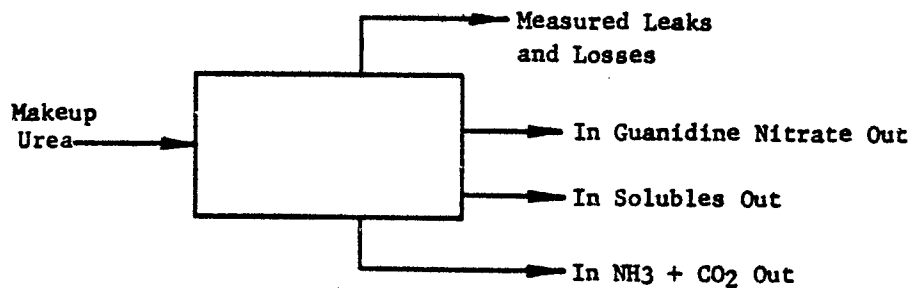 Measured Leaks
and Losses
Makeup
Urea
In Guanidine Nitrate Out
In Solubles Out
In NH3 + CO2 Out